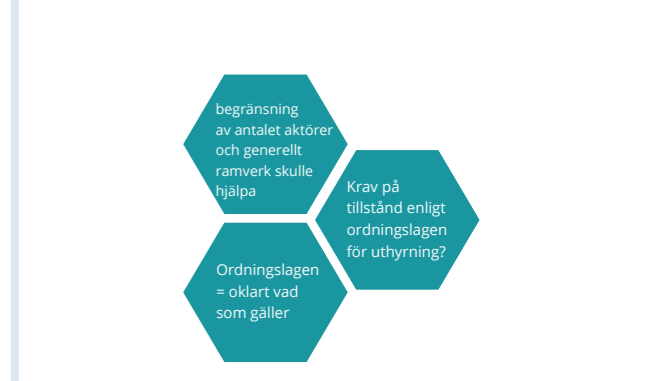 begränsning
av antalet aktörer
och generellt
ramverk skulle
hjälpa
Krav på
tillstånd enligt
ordningslagen
för uthyrning?
Ordningslagen
= oklart vad
som gäller